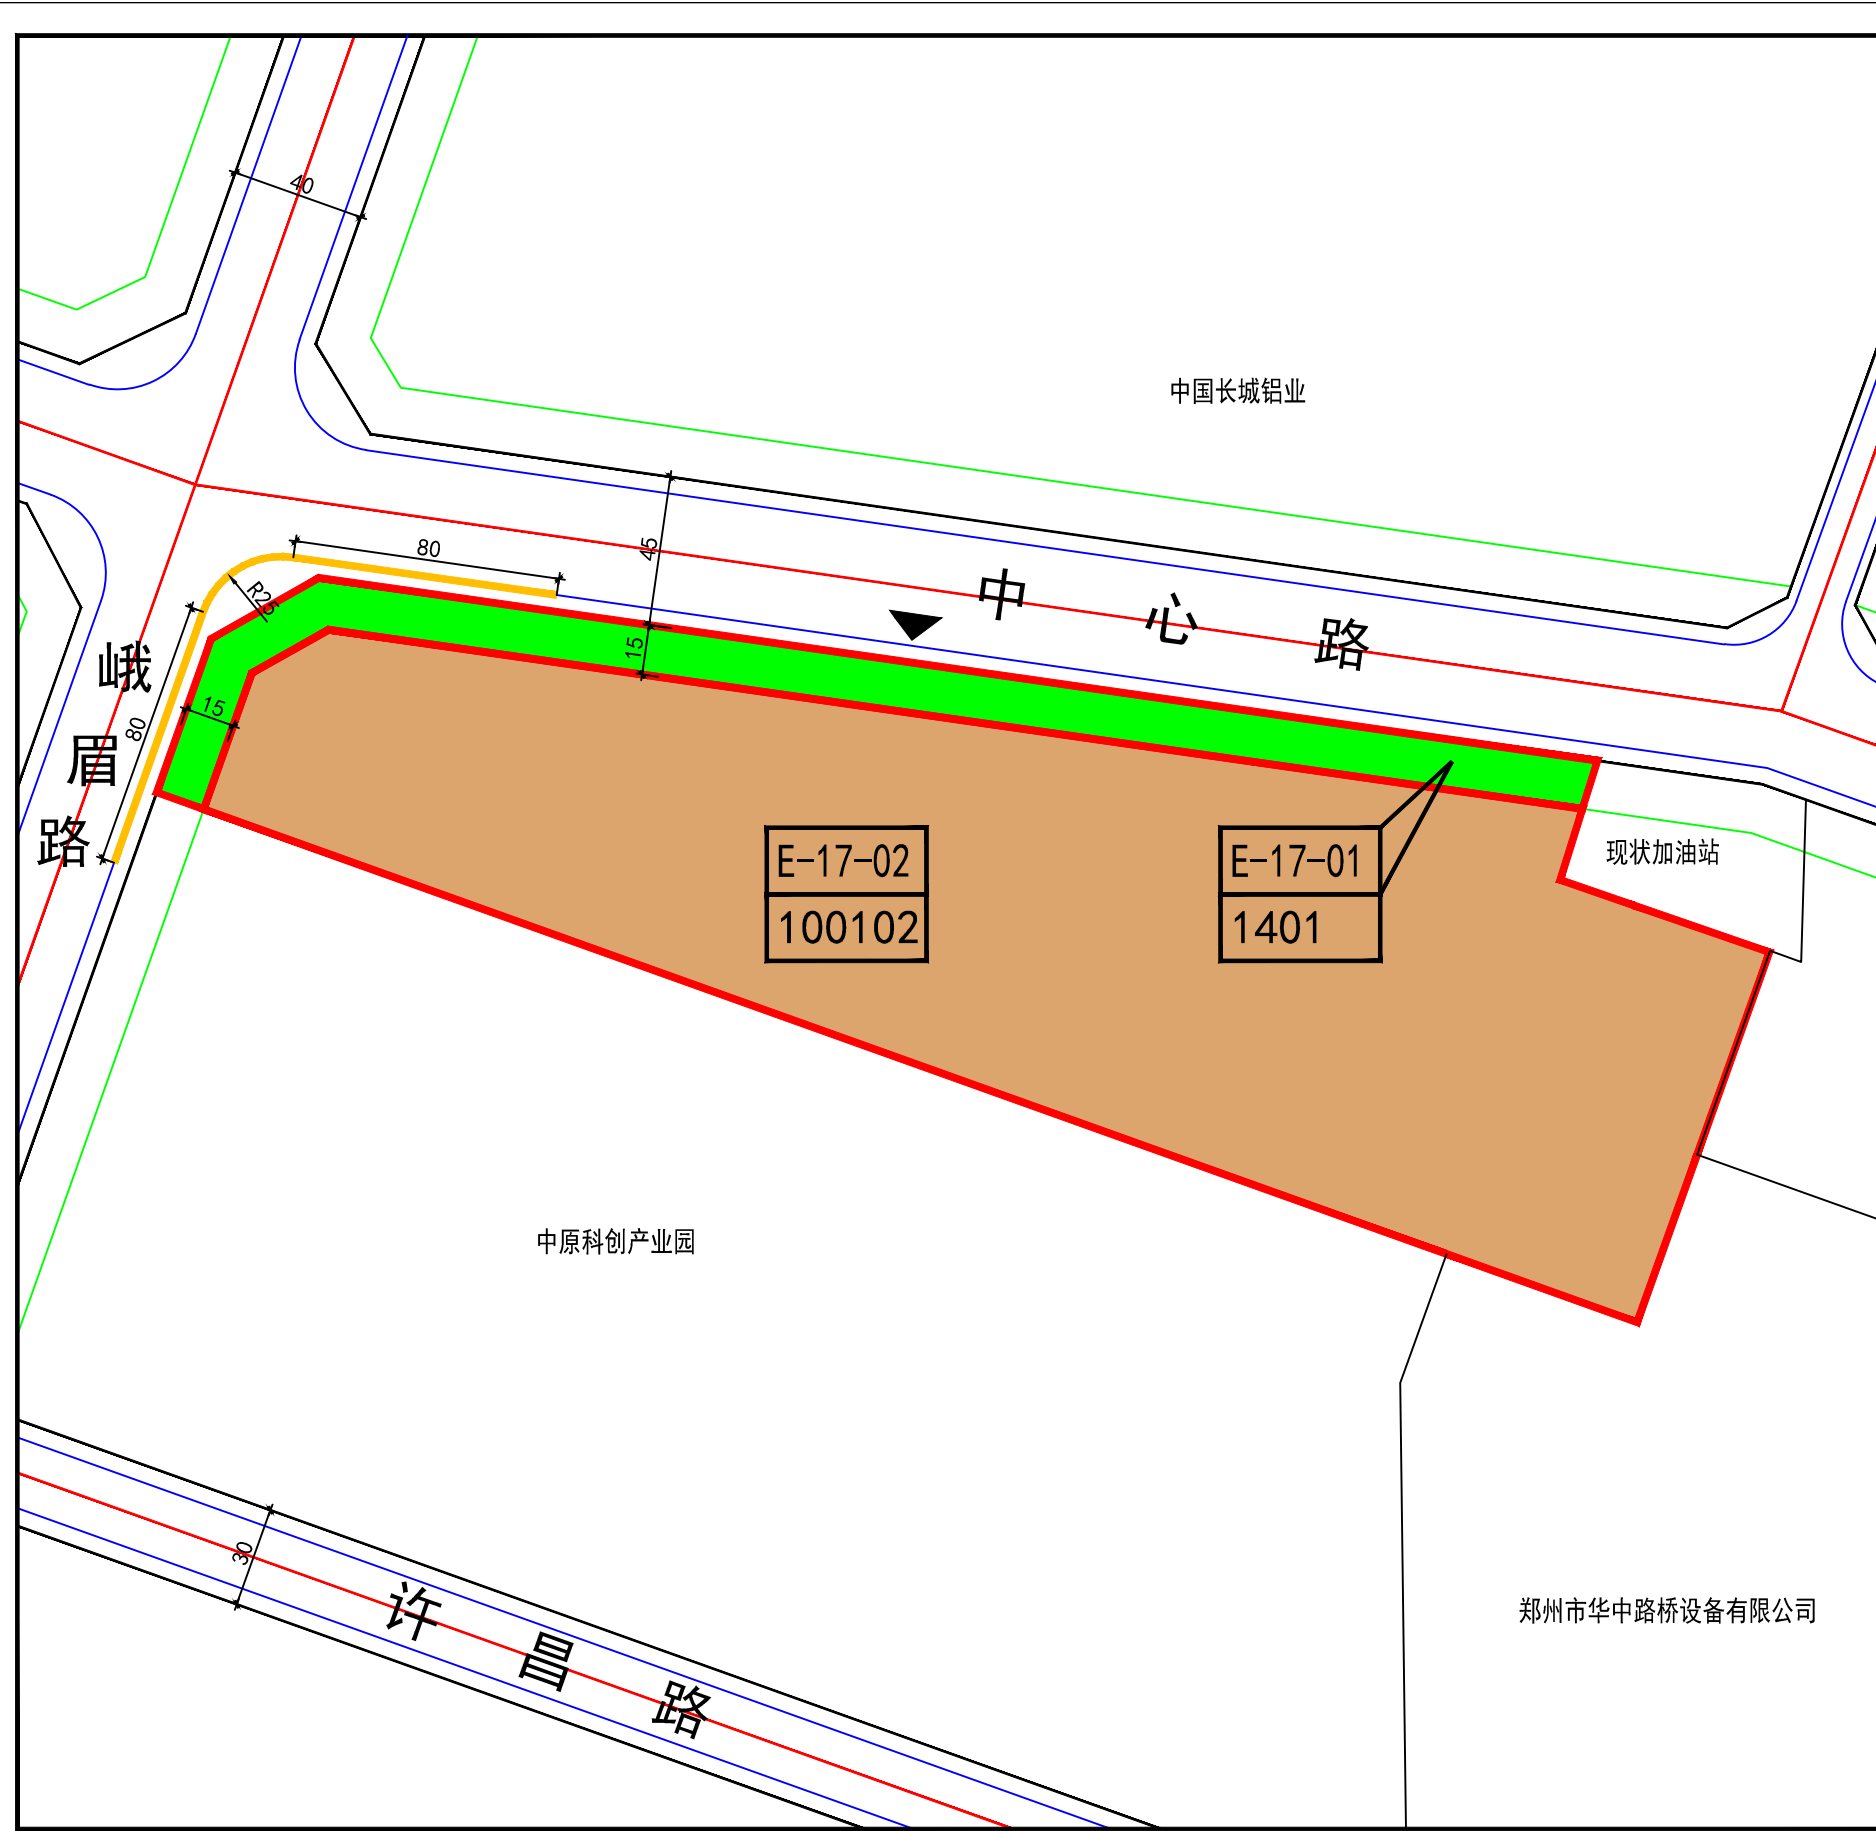 40
中国长城铝业
80
45
R25
中心路
15
峨眉路
15
80
E-17-02
100102
E-17-01
1401
现状加油站
中原科创产业园
30
许昌路
郑州市华中路桥设备有限公司